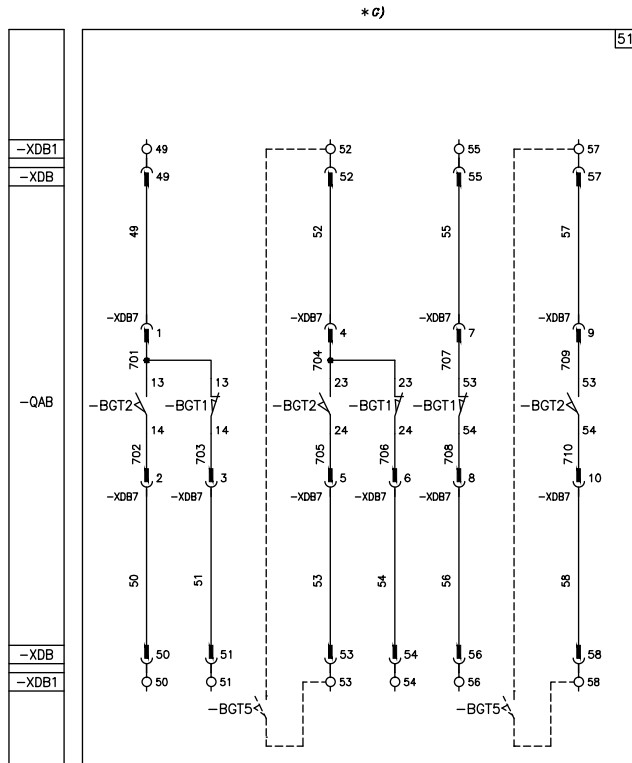 *G)
51
-XDB1 49 52 55 57
-XDB 49 52 55 57
49 52 55 57
-XDB7 -XDB7 -XDB7 -XDB7
1 4 7 9
701 704 707 709
13 13 23 23 53 53
-QAB -BGT2 -BGT1 -BGT2 -BGT1 -BGT1 -BGT2
14 14 24 24 54 54
702 703 705 706 708 710
2 3 5 6 8 10
-XDB7 -XDB7 -XDB7 -XDB7 -XDB7
50 51 53 54 56 58
-XDB 50 51 53 54 56 58
-XDB1 50 51 53 54 56 58
-BGT5 -BGT5